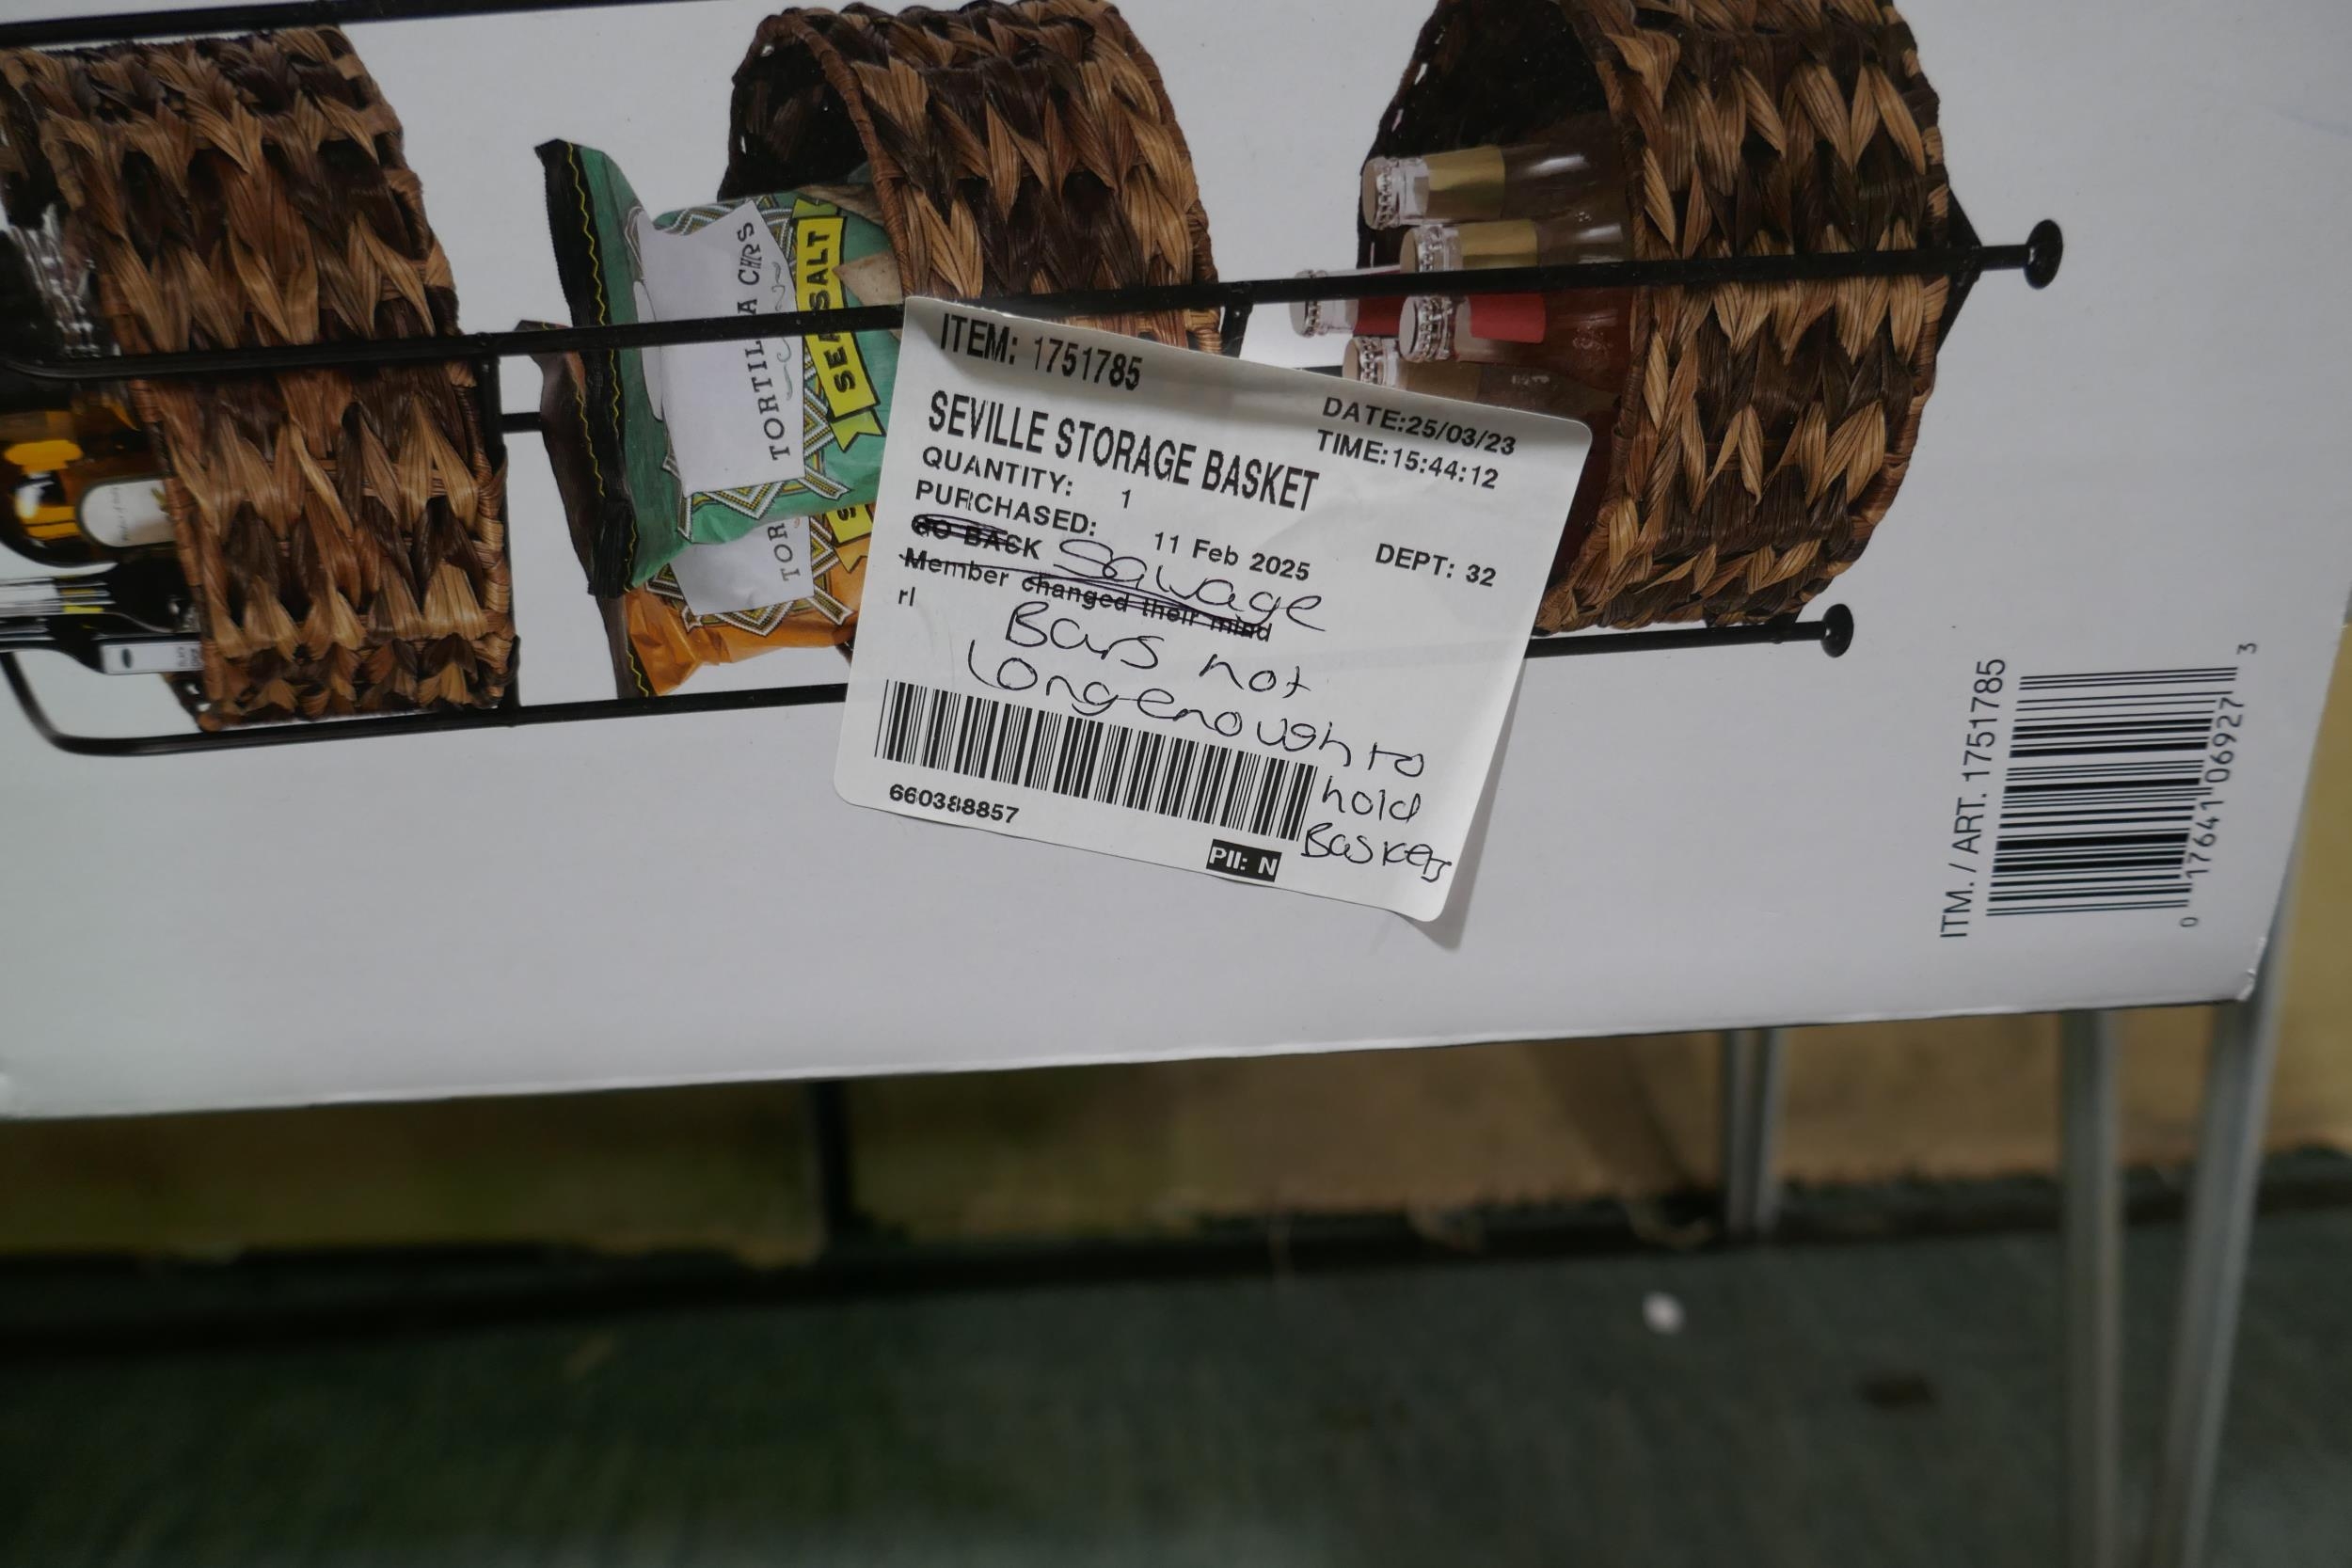 TORTILLA CHIPS
SEA SALT
TOR
ITEM: 1751785
DATE:25/03/23
TIME:15:44:12
SEVILLE STORAGE BASKET
QUANTITY: 1
PURCHASED: 11 Feb 2025
DEPT: 32
GO BACK Salvage
Member changed their mind
rl
Bars not
long enough to
hold
Baskets
660388857
PII: N
ITM. / ART. 1751785
0 17641 06927 3